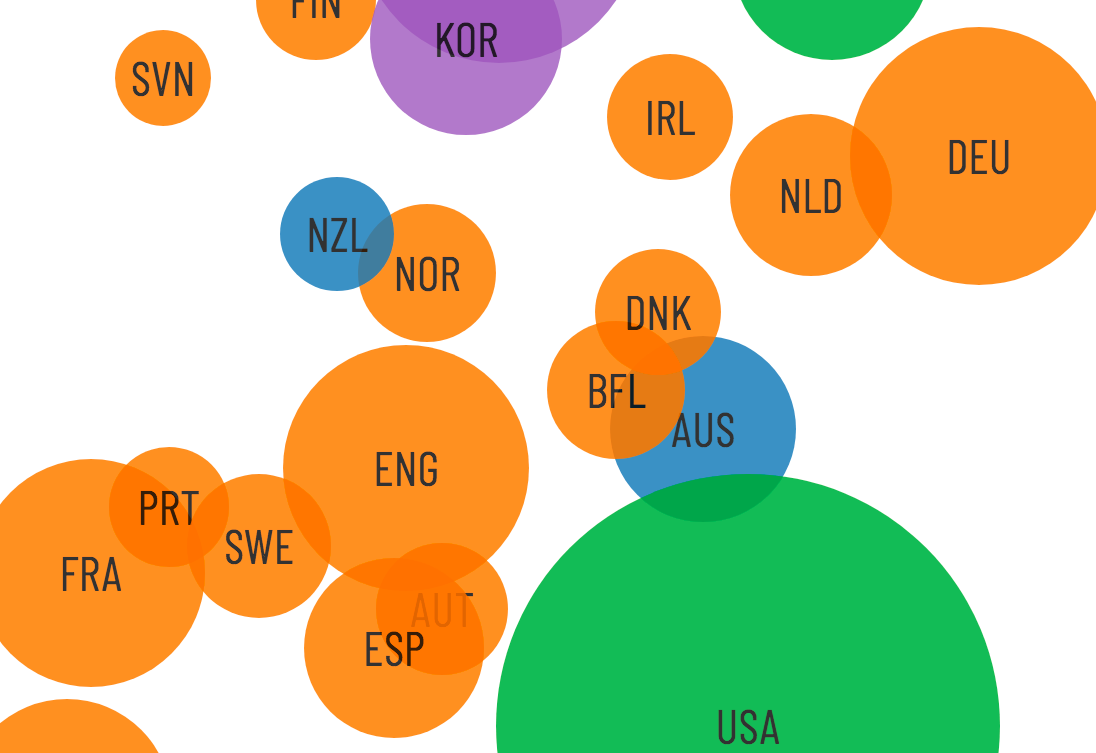 FIN
KOR
SVN
IRL
DEU
NLD
NZL
NOR
DNK
BFL
AUS
ENG
PRT
SWE
FRA
AUT
ESP
USA